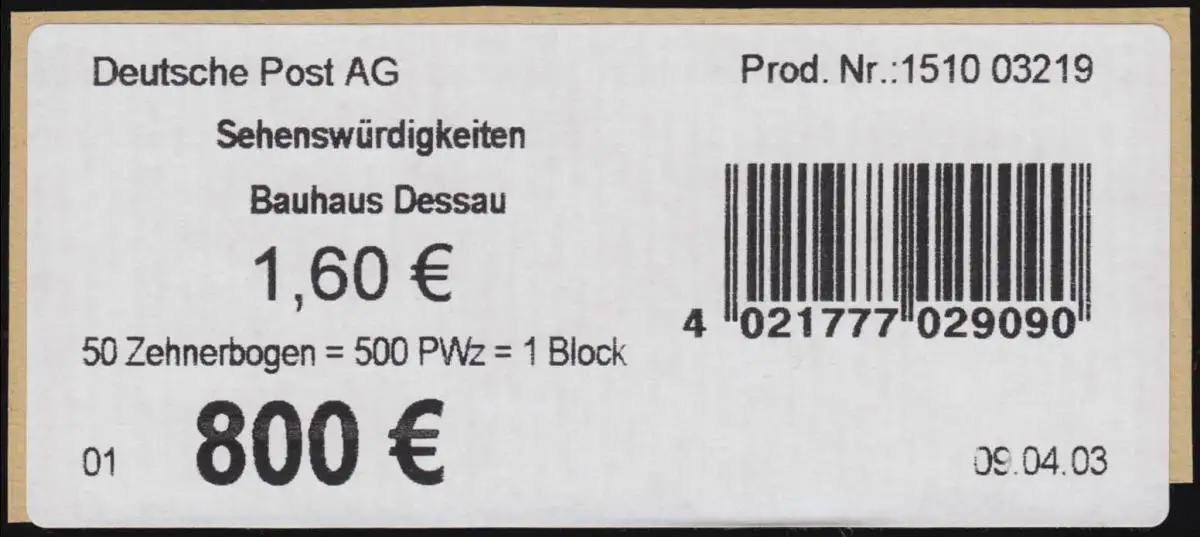 Deutsche Post AG
Prod. Nr.:1510 03219
Sehenswürdigkeiten
Bauhaus Dessau
1,60 €
4 021777 029090
50 Zehnerbogen = 500 PWz = 1 Block
01 800 €
09.04.03